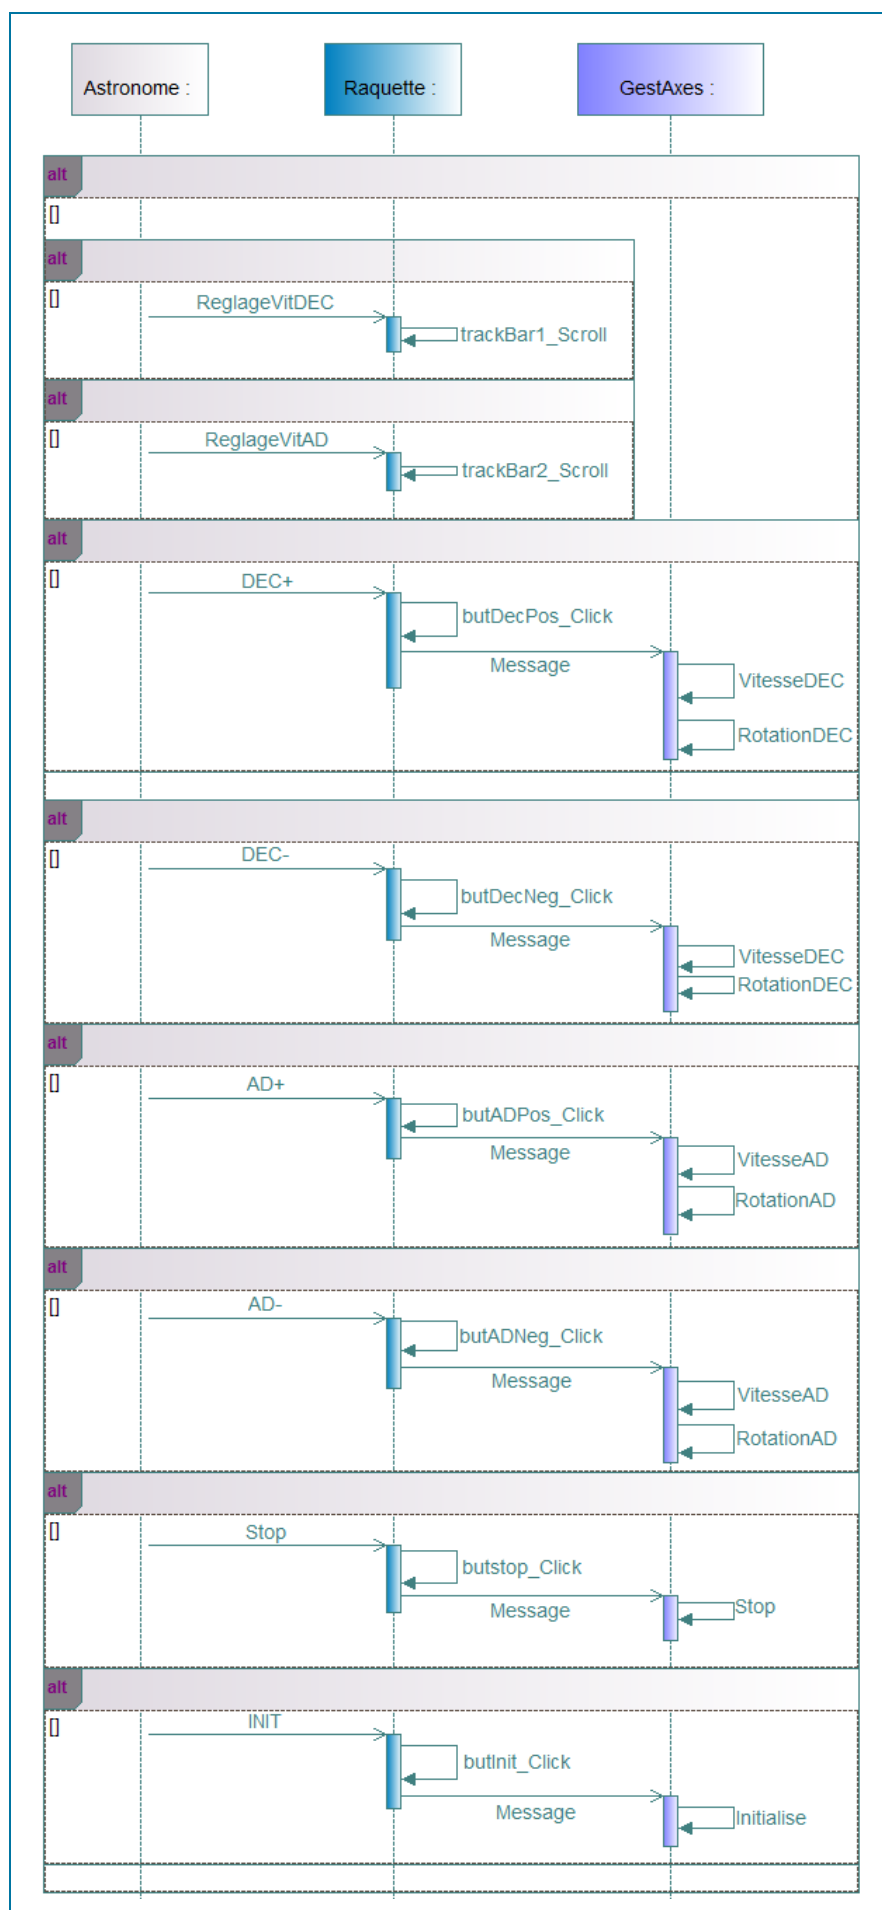 Astronome :
Raquette :
GestAxes :
alt
[]
alt
[]
ReglageVitDEC
trackBar1_Scroll
alt
[]
ReglageVitAD
trackBar2_Scroll
alt
[]
DEC+
butDecPos_Click
Message
VitesseDEC
RotationDEC
alt
[]
DEC-
butDecNeg_Click
Message
VitesseDEC
RotationDEC
alt
[]
AD+
butADPos_Click
Message
VitesseAD
RotationAD
alt
[]
AD-
butADNeg_Click
Message
VitesseAD
RotationAD
alt
[]
Stop
butstop_Click
Message
Stop
alt
[]
INIT
butInit_Click
Message
Initialise